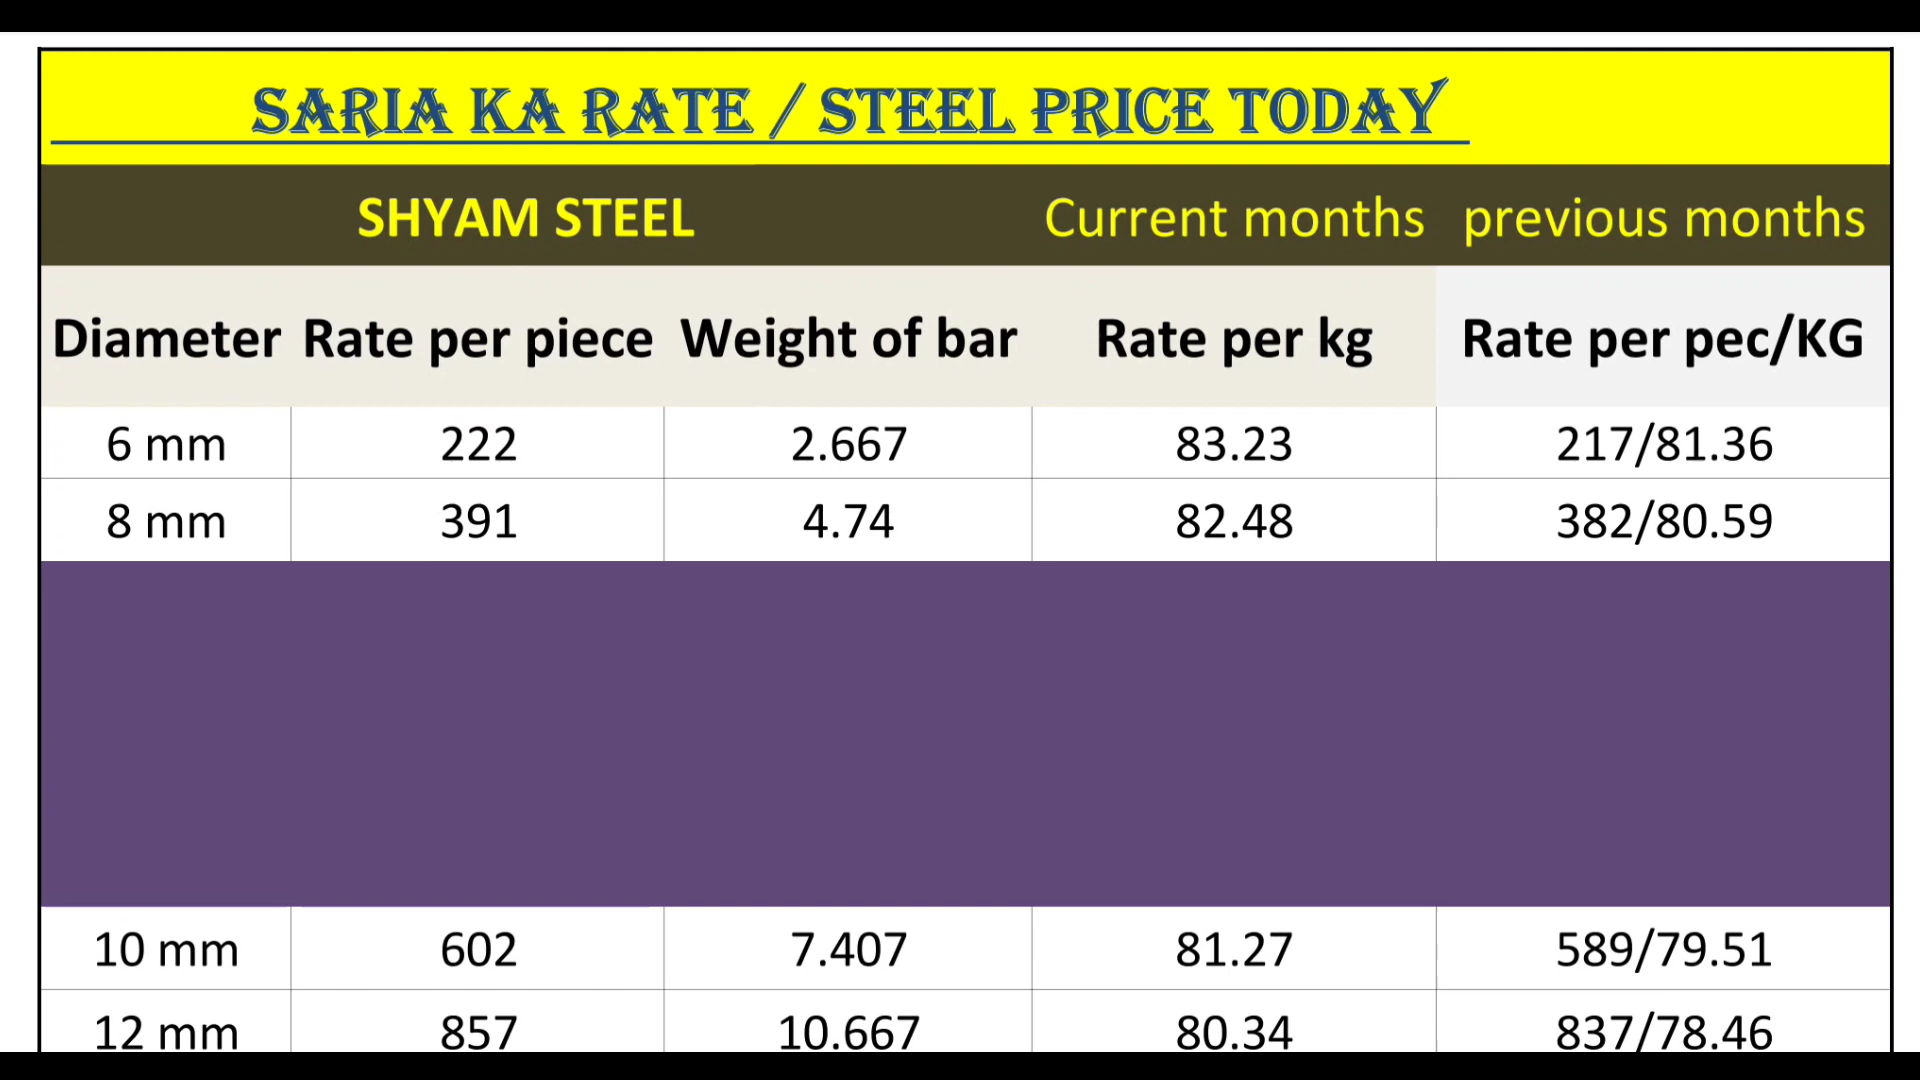 SARIA KA RATE / STEEL PRICE TODAY
SHYAM STEEL Current months previous months
Diameter Rate per piece Weight of bar Rate per kg Rate per pec/KG
6 mm 222 2.667 83.23 217/81.36
8 mm 391 4.74 82.48 382/80.59
10 mm 602 7.407 81.27 589/79.51
12 mm 857 10.667 80.34 837/78.46